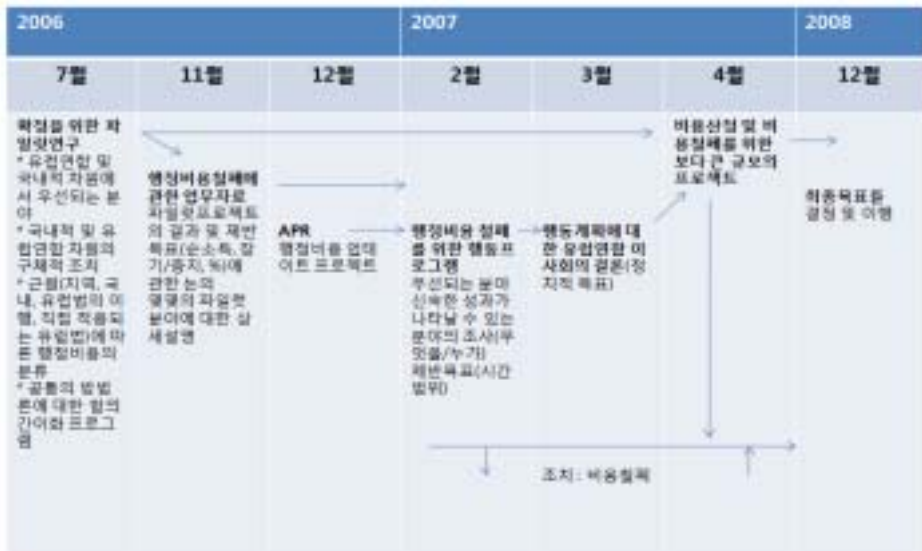 2006
2007
2008
7월
11월
12월
2월
3월
4월
12월
확정을 위한 파
일럿연구
* 유럽연합 및
국내적 차원에
서 우선되는 분
야
* 국내적 및 유
럽연합 차원의
구체적 조치
* 근원(지역, 국
내, 유럽법의 이
행, 직접 적용되
는 유럽법)에 따
른 행정비용의
분류
* 공통의 방법
론에 대한 합의
간이화 프로그
램
행정비용철폐에
관한 업무자료
파일럿프로젝트
의 결과 및 제반
목표(순소득, 장
기/중지, %)에
관한 논의
몇몇의 파일럿
분야에 대한 상
세설명
APR
행정비용 업데
이트 프로젝트
행정비용 철폐
를 위한 행동프
로그램
우선되는 분야
신속한 성과가
나타날 수 있는
분야의 조사(무
엇을/누가)
제반목표(시간
범위)
행동계획에 대
한 유럽연합 이
사회의 결론(정
치적 목표)
비용산정 및 비
용철폐를 위한
보다 큰 규모의
프로젝트
최종목표들
결정 및 이행
조치 : 비용철폐